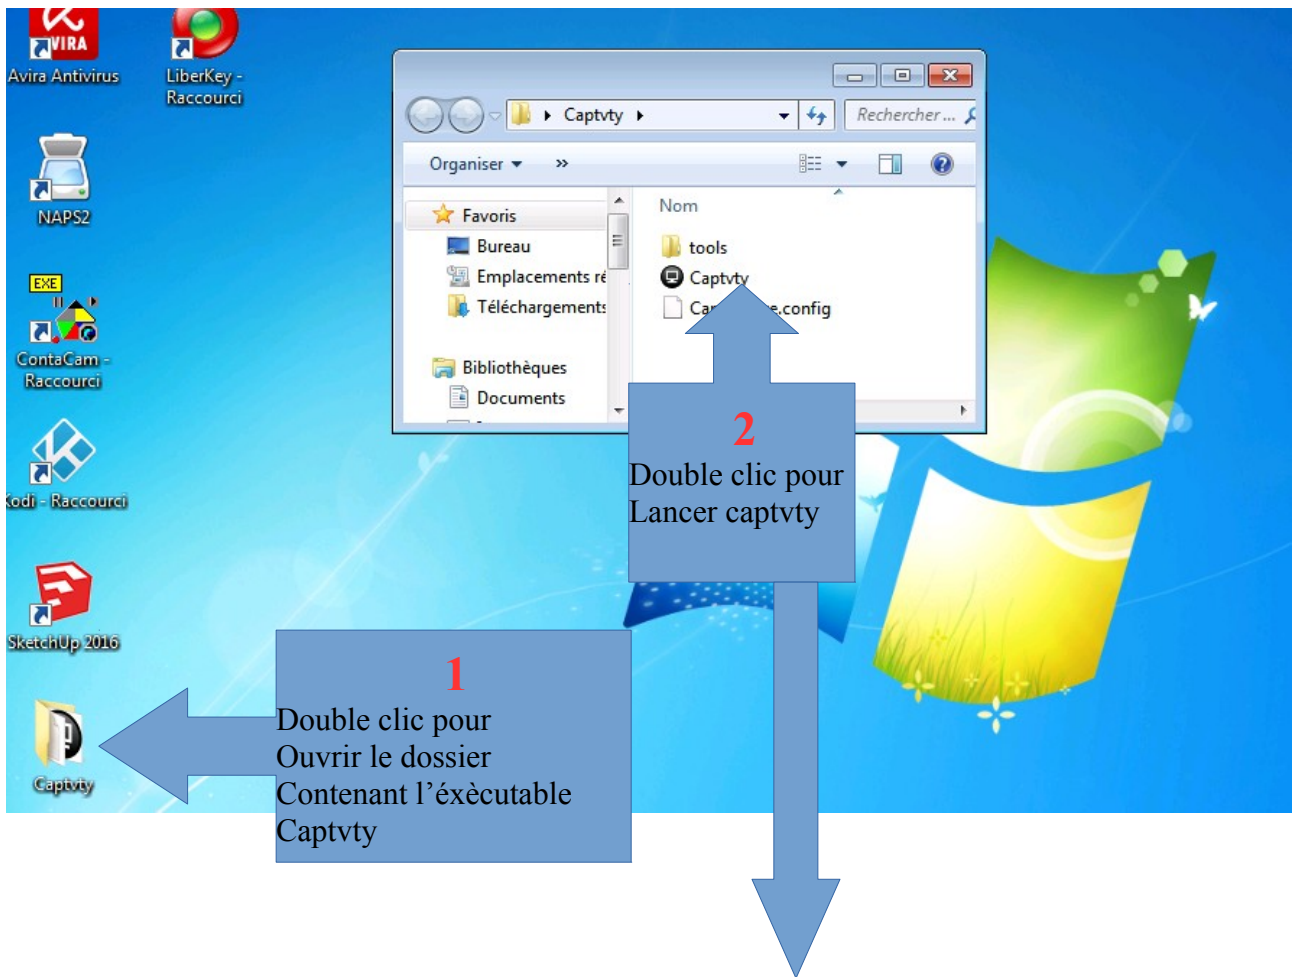 VIRA
Avira Antivirus
LiberKey -
Raccourci
NAPS2
EXE
ContaCam -
Raccourci
Kodi - Raccourci
SketchUp 2016
Captvty
Captvty
Rechercher ...
Organiser
»
Favoris
Bureau
Emplacements ré
Téléchargements
Bibliothèques
Documents
Nom
tools
Captvty
.config
2
Double clic pour
Lancer captvty
1
Double clic pour
Ouvrir le dossier
Contenant l’éxècutable
Captvty